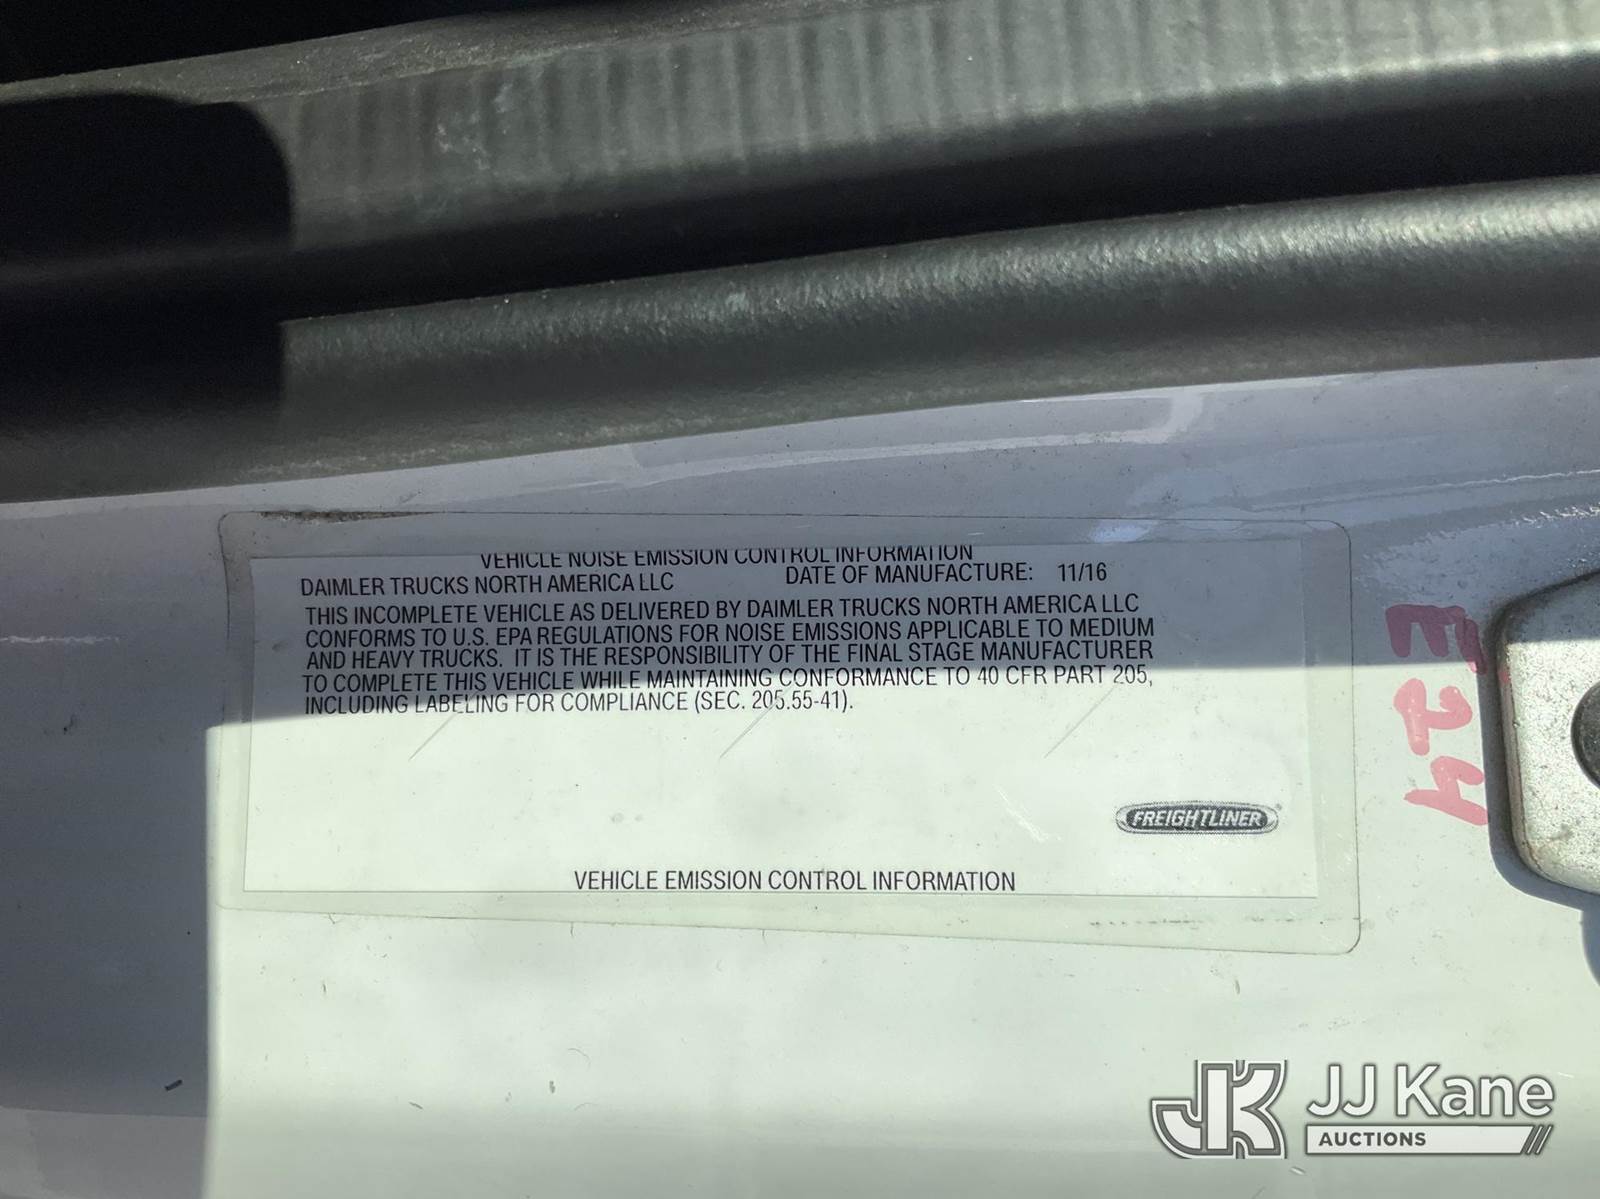 VEHICLE NOISE EMISSION CONTROL INFORMATION
DAIMLER TRUCKS NORTH AMERICA LLC DATE OF MANUFACTURE: 11/16
THIS INCOMPLETE VEHICLE AS DELIVERED BY DAIMLER TRUCKS NORTH AMERICA LLC
CONFORMS TO U.S. EPA REGULATIONS FOR NOISE EMISSIONS APPLICABLE TO MEDIUM
AND HEAVY TRUCKS. IT IS THE RESPONSIBILITY OF THE FINAL STAGE MANUFACTURER
TO COMPLETE THIS VEHICLE WHILE MAINTAINING CONFORMANCE TO 40 CFR PART 205,
INCLUDING LABELING FOR COMPLIANCE (SEC. 205.55-41).
FREIGHTLINER
VEHICLE EMISSION CONTROL INFORMATION
E24
JK JJ Kane
AUCTIONS